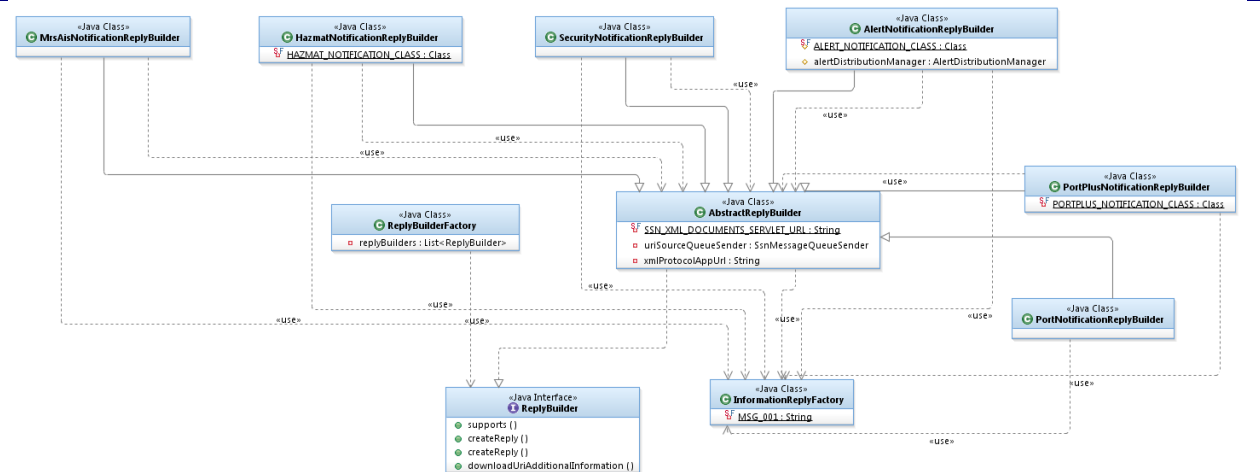 «Java Class»
MrsAisNotificationReplyBuilder
«Java Class»
HazmatNotificationReplyBuilder
HAZMAT_NOTIFICATION_CLASS : Class
«Java Class»
SecurityNotificationReplyBuilder
«Java Class»
AlertNotificationReplyBuilder
ALERT_NOTIFICATION_CLASS : Class
alertDistributionManager : AlertDistributionManager
«use»
«use»
«use»
«use»
«use»
«Java Class»
PortPlusNotificationReplyBuilder
PORTPLUS_NOTIFICATION_CLASS : Class
«Java Class»
ReplyBuilderFactory
replyBuilders : List<ReplyBuilder>
«Java Class»
AbstractReplyBuilder
SSN_XML_DOCUMENTS_SERVLET_URL : String
uriSourceQueueSender : SsnMessageQueueSender
xmlProtocolAppUrl : String
«use»
«use»
«use»
«use»
«use»
«use»
«Java Class»
PortNotificationReplyBuilder
«use»
«Java Interface»
ReplyBuilder
supports ()
createReply ()
createReply ()
downloadUriAdditionalInformation ()
«Java Class»
InformationReplyFactory
MSG_001 : String
«use»